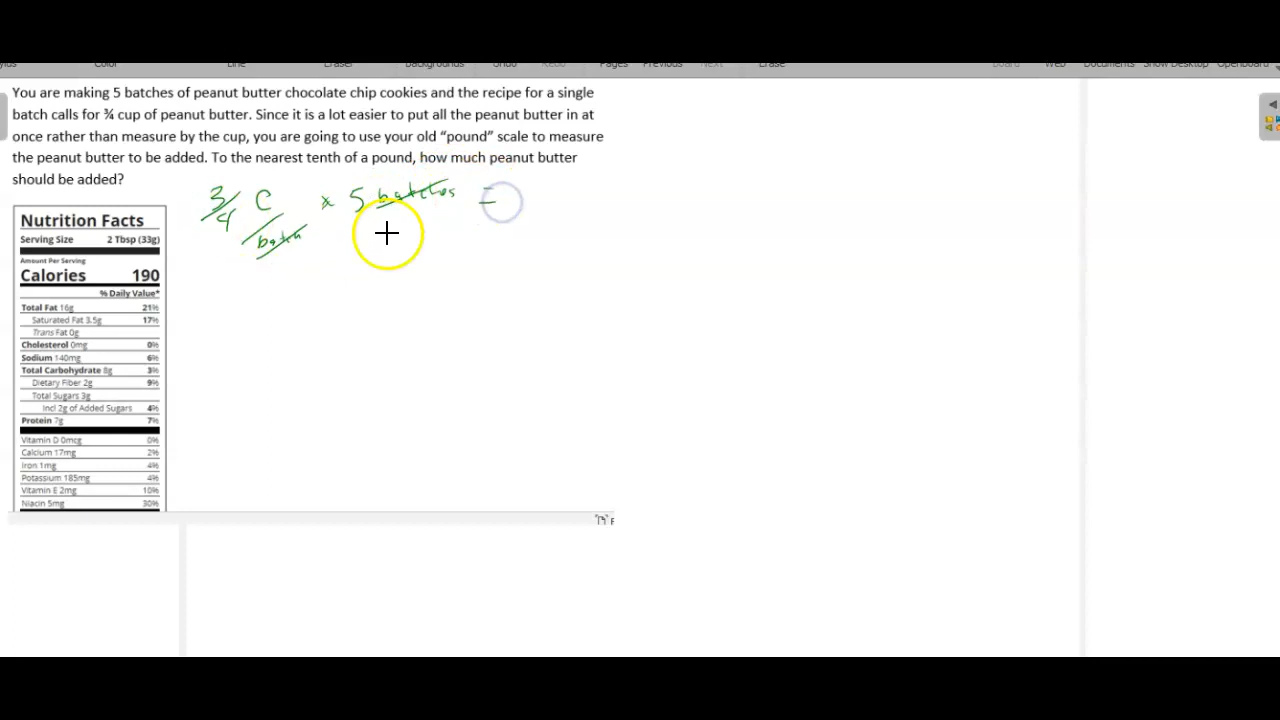 Color Line Eraser Backgrounds Undo Redo Pages Previous Next Erase Board Web Documents Show Desktop Openboard
You are making 5 batches of peanut butter chocolate chip cookies and the recipe for a single
batch calls for ¾ cup of peanut butter. Since it is a lot easier to put all the peanut butter in at
once rather than measure by the cup, you are going to use your old “pound” scale to measure
the peanut butter to be added. To the nearest tenth of a pound, how much peanut butter
should be added?
3/4 C/batch × 5 batches =
Nutrition Facts
Serving Size 2 Tbsp (33g)
Amount Per Serving
Calories 190
% Daily Value*
Total Fat 16g 21%
Saturated Fat 3.5g 17%
Trans Fat 0g
Cholesterol 0mg 0%
Sodium 140mg 6%
Total Carbohydrate 8g 3%
Dietary Fiber 2g 9%
Total Sugars 3g
Incl 2g of Added Sugars 4%
Protein 7g 7%
Vitamin D 0mcg 0%
Calcium 17mg 2%
Iron 1mg 4%
Potassium 185mg 4%
Vitamin E 2mg 10%
Niacin 5mg 30%